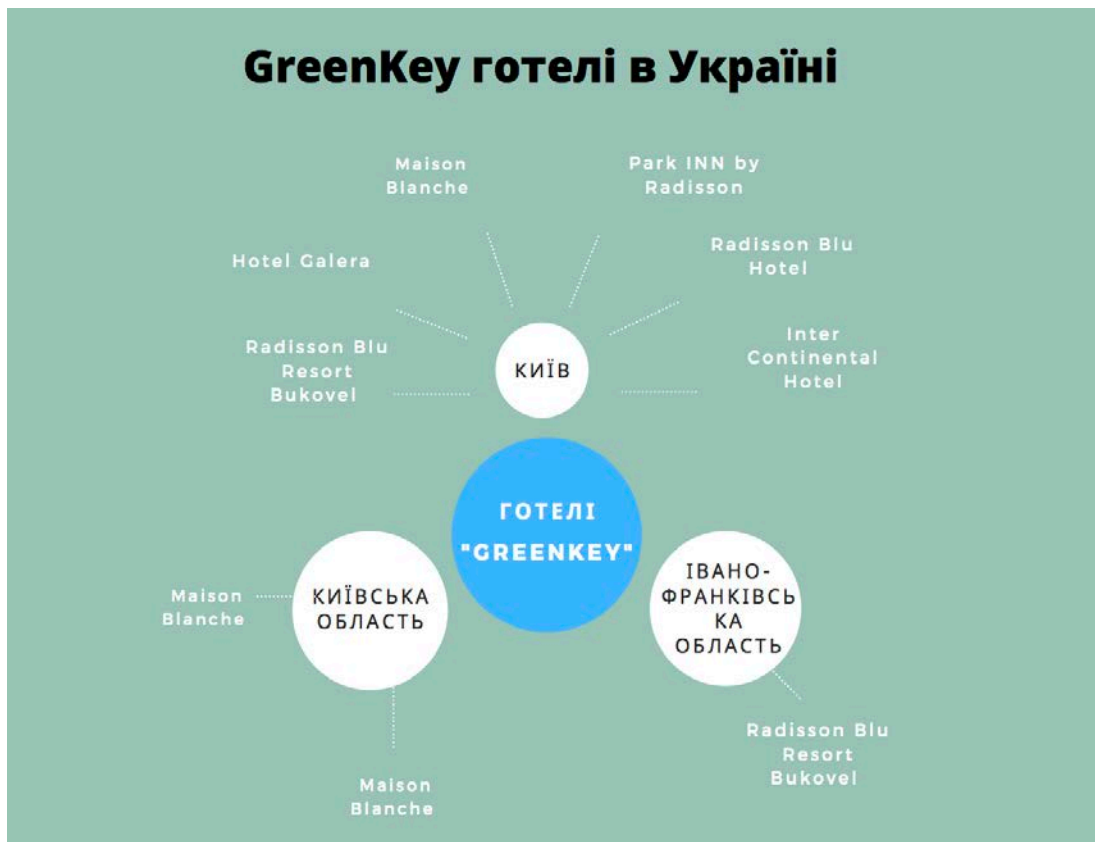 GreenKey готелі в Україні
Maison
Blanche
Park INN by
Radisson
Hotel Galera
Radisson Blu
Hotel
Radisson Blu
Resort
Bukovel
Inter
Continental
Hotel
КИЇВ
ГОТЕЛІ
"GREENKEY"
Maison
Blanche
КИЇВСЬКА
ОБЛАСТЬ
ІВАНО-
ФРАНКІВСЬ
КА
ОБЛАСТЬ
Maison
Blanche
Radisson Blu
Resort
Bukovel